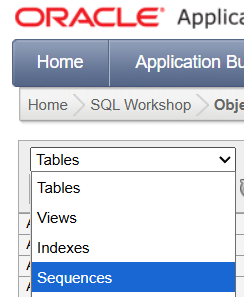 ORACLE Applica
Home Application Bu
Home SQL Workshop Obje
Tables
Tables
Views
Indexes
Sequences